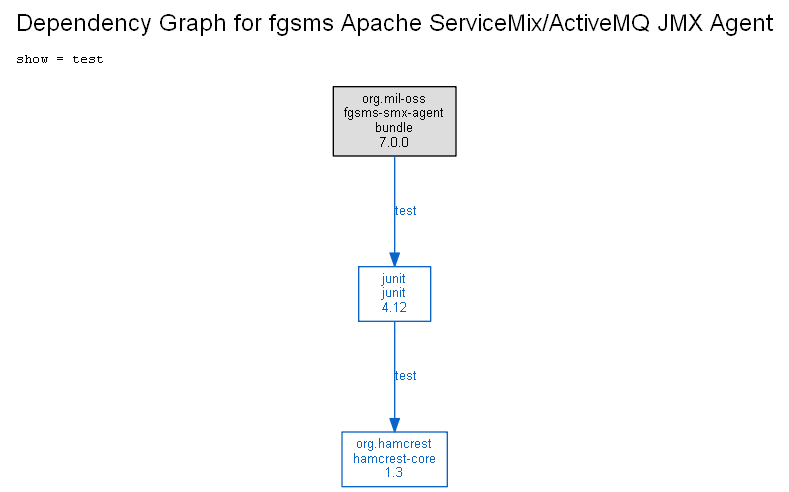 Dependency Graph for fgsms Apache ServiceMix/ActiveMQ JMX Agent
show = test
org.mil-oss
fgsms-smx-agent
bundle
7.0.0
test
junit
junit
4.12
test
org.hamcrest
hamcrest-core
1.3